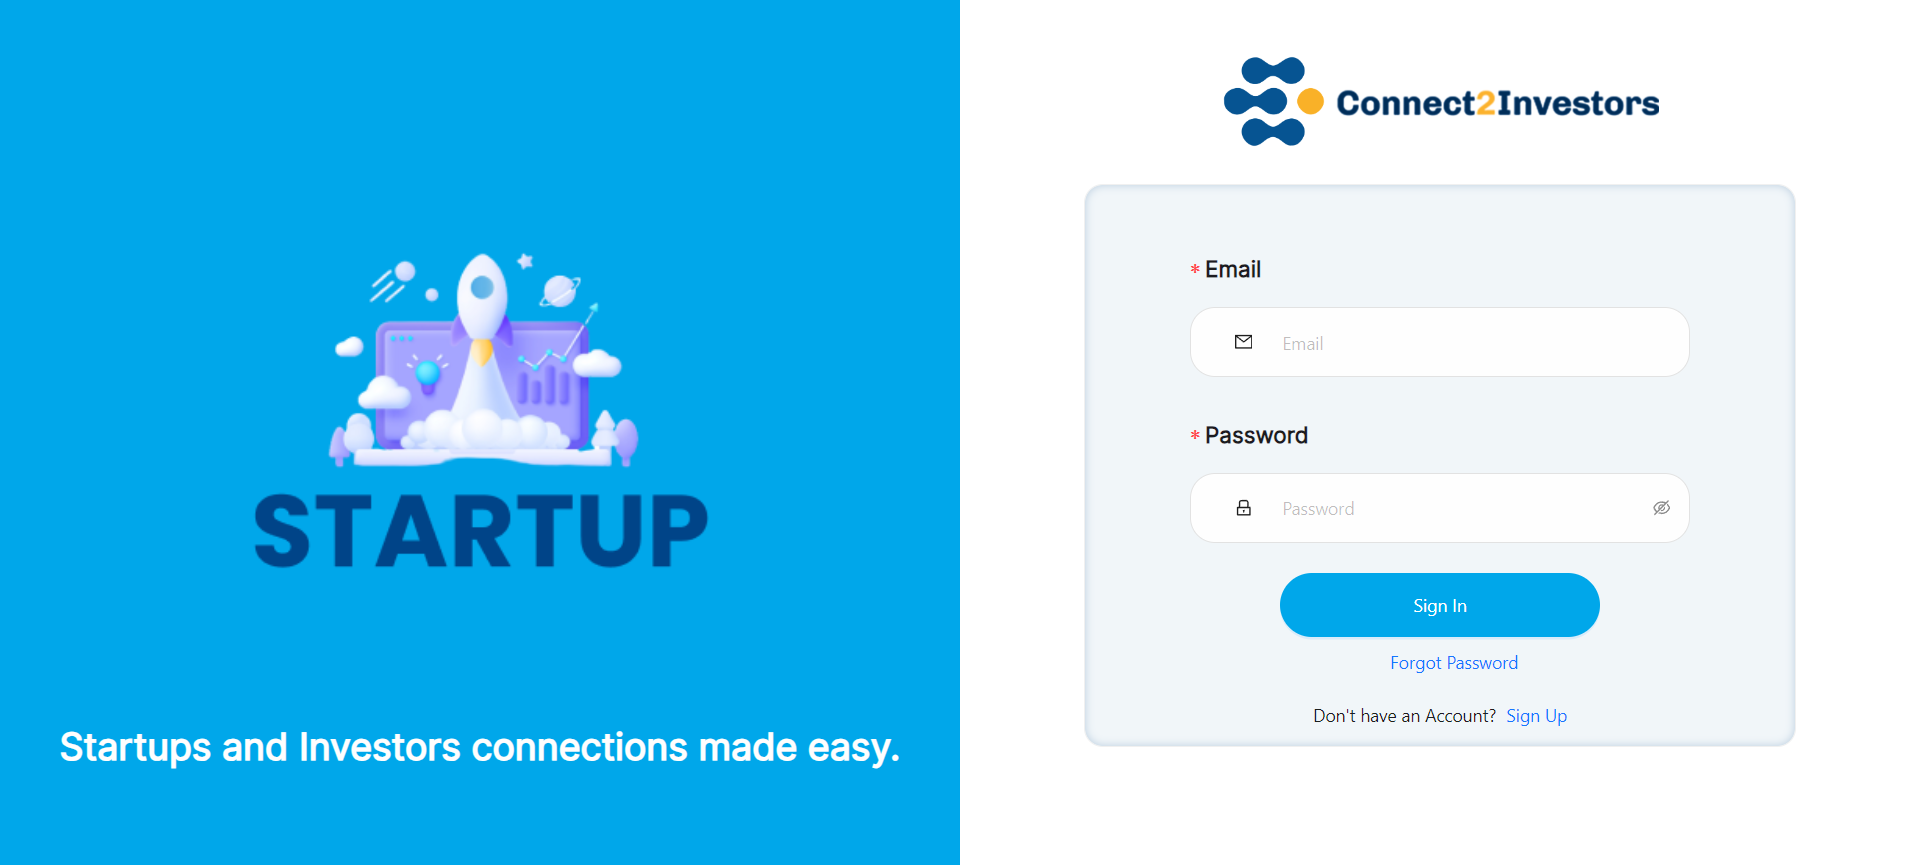 STARTUP
Startups and Investors connections made easy.
Connect2Investors
* Email
Email
* Password
Password
Sign In
Forgot Password
Don't have an Account? Sign Up